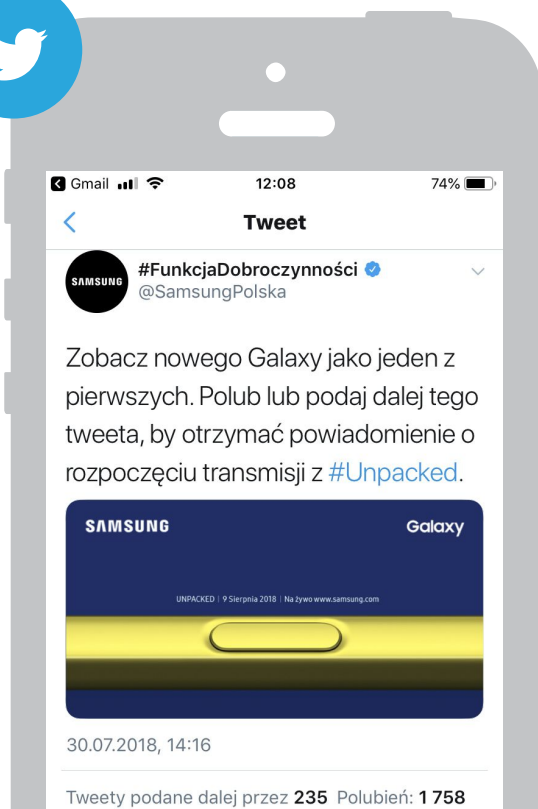 Gmail
12:08
74%
Tweet
SAMSUNG
#FunkcjaDobroczynności
@SamsungPolska
Zobacz nowego Galaxy jako jeden z
pierwszych. Polub lub podaj dalej tego
tweeta, by otrzymać powiadomienie o
rozpoczęciu transmisji z #Unpacked.
SAMSUNG
Galaxy
UNPACKED | 9 Sierpnia 2018 | Na żywo www.samsung.com
30.07.2018, 14:16
Tweety podane dalej przez 235 Polubień: 1 758